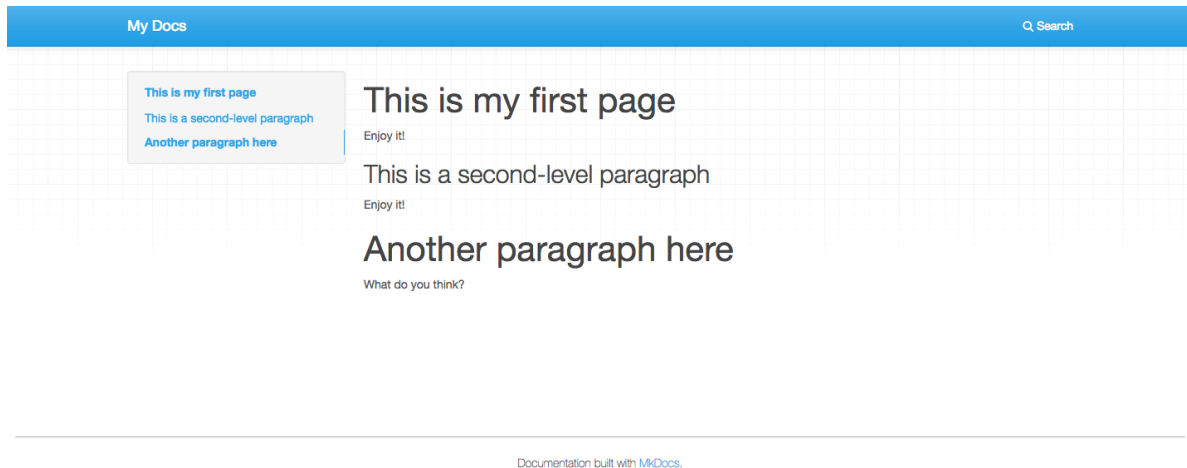 My Docs
Search
This is my first page
This is a second-level paragraph
Another paragraph here
This is my first page
Enjoy it!
This is a second-level paragraph
Enjoy it!
Another paragraph here
What do you think?
Documentation built with MkDocs.